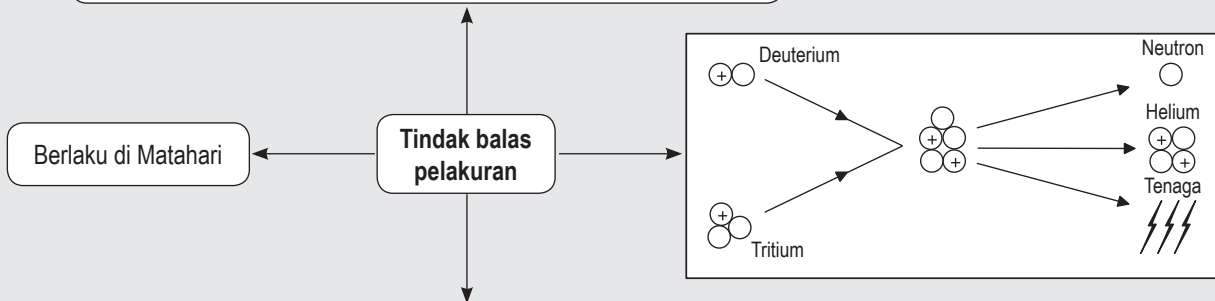 Deuterium
Neutron
Helium
Tenaga
Tritium
Berlaku di Matahari
Tindak balas
pelakuran
+
+
+
+
+
+